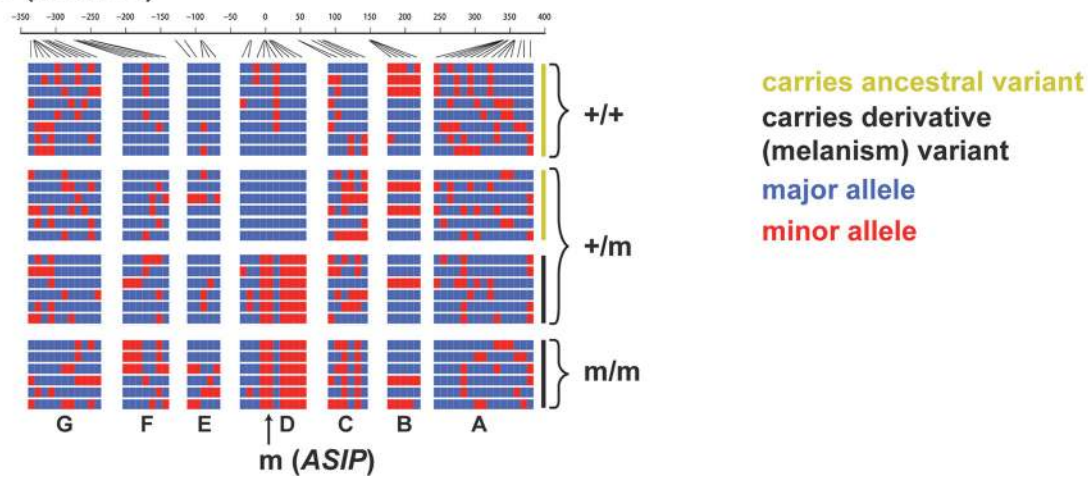 -350 -300 -250 -200 -150 -100 -50 0 50 100 150 200 250 300 350 400
carries ancestral variant
+/+
carries derivative
(melanism) variant
major allele
minor allele
+/m
m/m
G F E D C B A
m (ASIP)